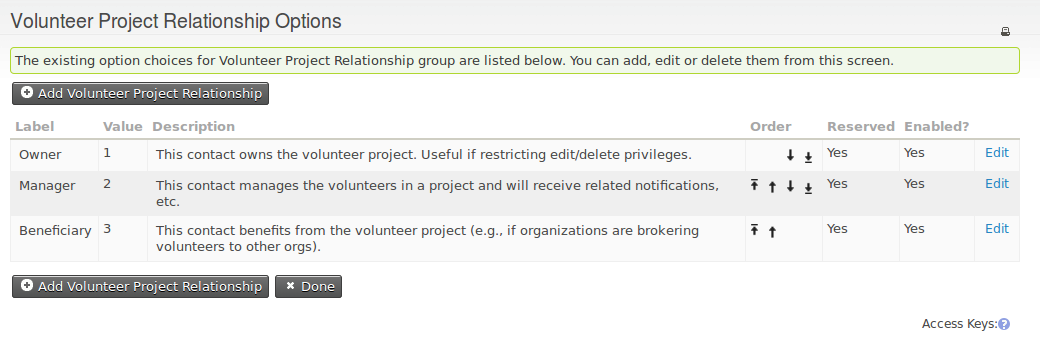 Volunteer Project Relationship Options
The existing option choices for Volunteer Project Relationship group are listed below. You can add, edit or delete them from this screen.
Add Volunteer Project Relationship
Label Value Description Order Reserved Enabled?
Owner 1 This contact owns the volunteer project. Useful if restricting edit/delete privileges. Yes Yes Edit
Manager 2 This contact manages the volunteers in a project and will receive related notifications, Yes Yes Edit
etc.
Beneficiary 3 This contact benefits from the volunteer project (e.g., if organizations are brokering Yes Yes Edit
volunteers to other orgs).
Add Volunteer Project Relationship Done
Access Keys:?